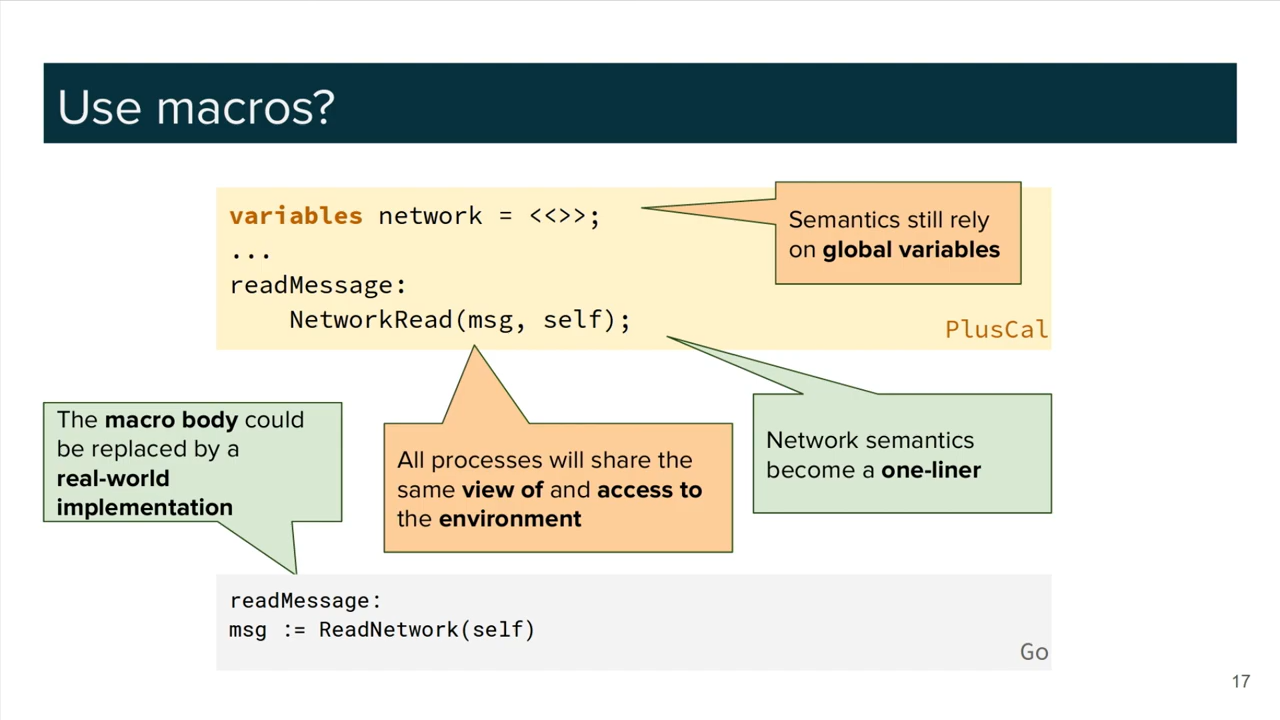 Use macros?
variables network = <<>>;
...
readMessage:
NetworkRead(msg, self);
PlusCal
Semantics still rely
on global variables
The macro body could
be replaced by a
real-world
implementation
All processes will share the
same view of and access to
the environment
Network semantics
become a one-liner
readMessage:
msg := ReadNetwork(self)
Go
17